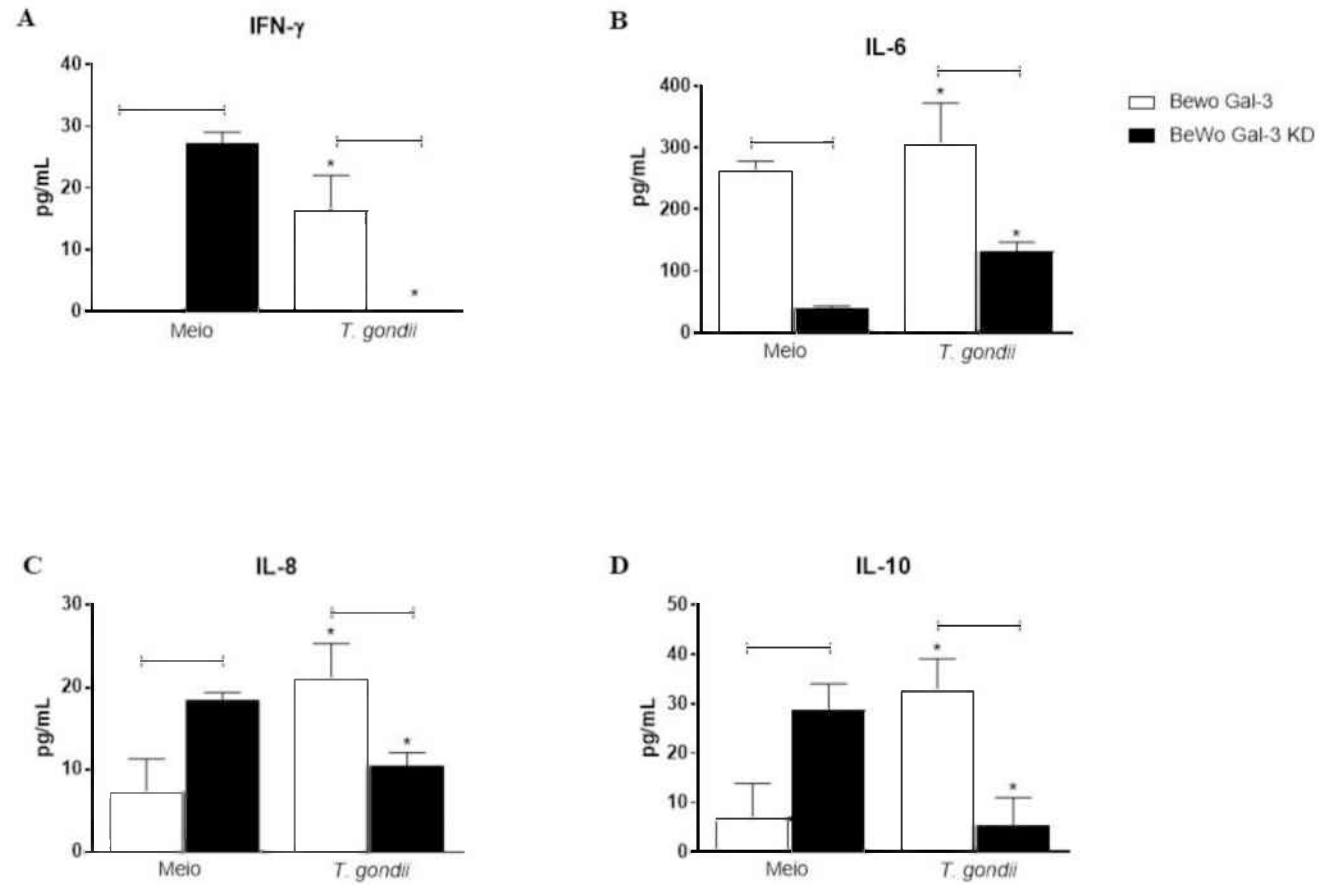 A
IFN-γ
40
30
20
10
0
pg/mL
*
*
Meio
T. gondii
B
IL-6
400
300
200
100
0
pg/mL
*
*
Meio
T. gondii
Bewo Gal-3
BeWo Gal-3 KD
C
IL-8
30
20
10
0
pg/mL
*
*
Meio
T. gondii
D
IL-10
50
40
30
20
10
0
pg/mL
*
*
Meio
T. gondii